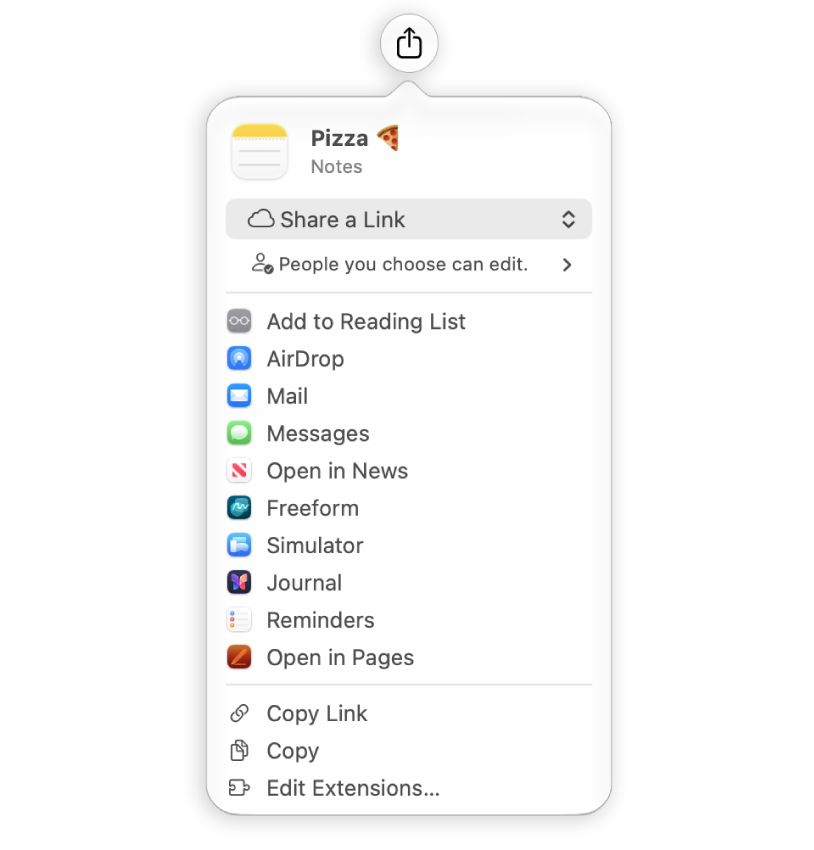 Pizza 🍕
Notes
Share a Link
People you choose can edit.
Add to Reading List
AirDrop
Mail
Messages
Open in News
Freeform
Simulator
Journal
Reminders
Open in Pages
Copy Link
Copy
Edit Extensions...